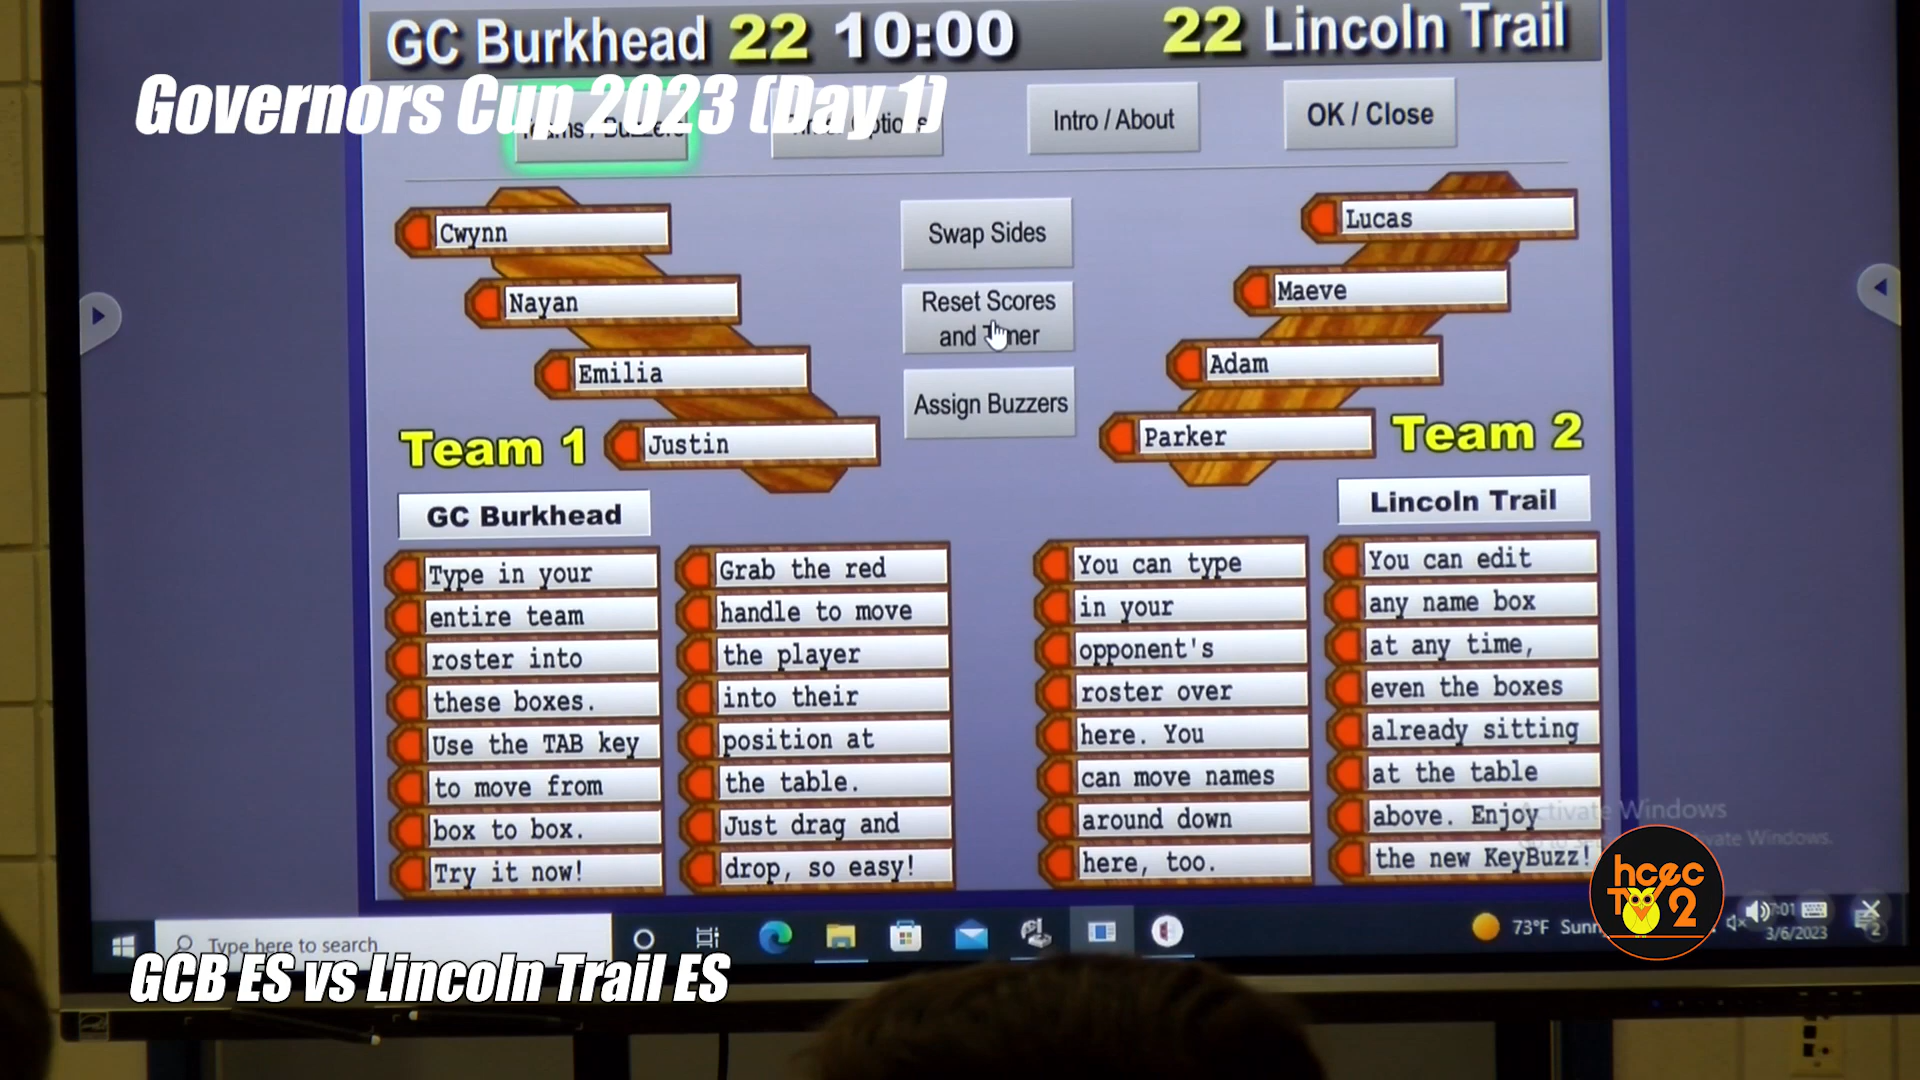 GC Burkhead 22 10:00 22 Lincoln Trail
Governors Cup 2023 (Day 1)
Intro / About
OK / Close
Cwynn
Nayan
Emilia
Justin
Team 1
GC Burkhead
Swap Sides
Reset Scores
and Timer
Assign Buzzers
Lucas
Maeve
Adam
Parker
Team 2
Lincoln Trail
Type in your
entire team
roster into
these boxes.
Use the TAB key
to move from
box to box.
Try it now!
Grab the red
handle to move
the player
into their
position at
the table.
Just drag and
drop, so easy!
You can type
in your
opponent's
roster over
here. You
can move names
around down
here, too.
You can edit
any name box
at any time,
even the boxes
already sitting
at the table
above. Enjoy
the new KeyBuzz!
Activate Windows
hcec
TV 2
Type here to search
73°F
3/6/2023
GCB ES vs Lincoln Trail ES